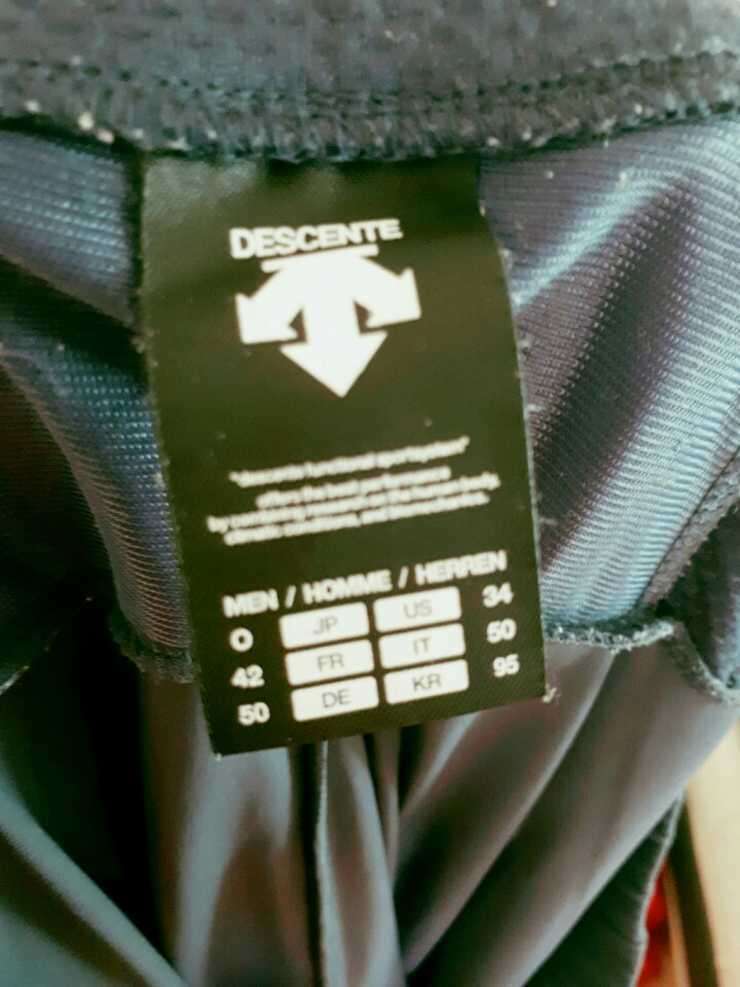 DESCENTE
"descente functional sportsystem"
offers the best performance
by combining research on the human body,
climatic conditions, and biomechanics.
MEN / HOMME / HERREN
O JP US 34
42 FR IT 50
50 DE KR 95